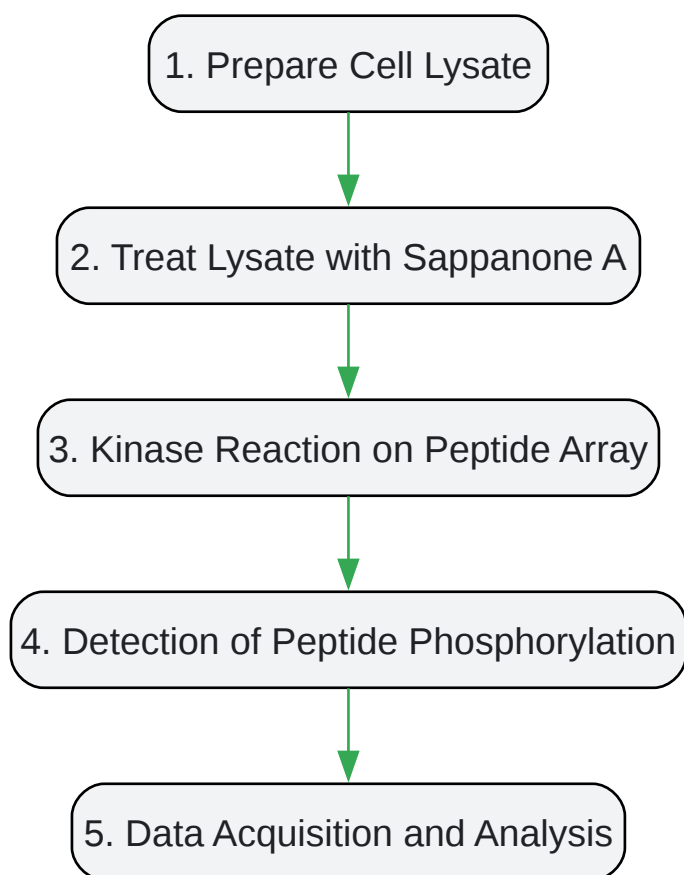 1. Prepare Cell Lysate
2. Treat Lysate with Sappanone A
3. Kinase Reaction on Peptide Array
4. Detection of Peptide Phosphorylation
5. Data Acquisition and Analysis